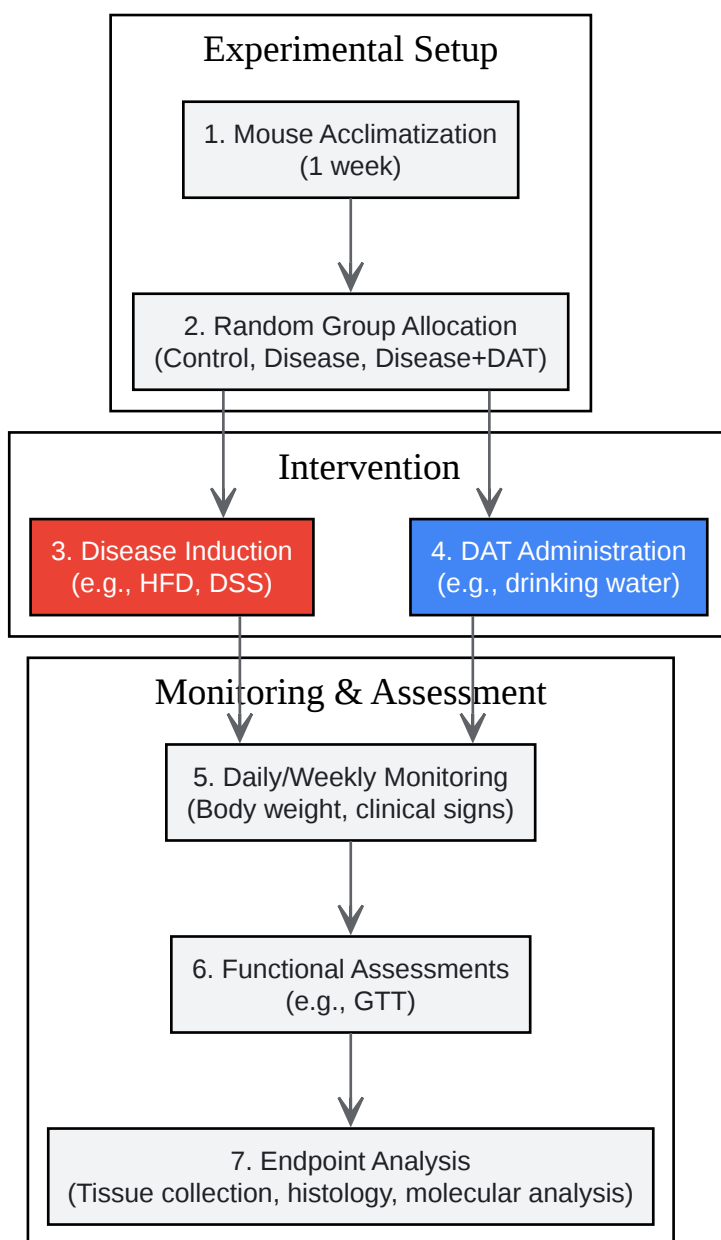 Experimental Setup
1. Mouse Acclimatization
(1 week)
2. Random Group Allocation
(Control, Disease, Disease+DAT)
Intervention
3. Disease Induction
(e.g., HFD, DSS)
4. DAT Administration
(e.g., drinking water)
Monitoring & Assessment
5. Daily/Weekly Monitoring
(Body weight, clinical signs)
6. Functional Assessments
(e.g., GTT)
7. Endpoint Analysis
(Tissue collection, histology, molecular analysis)